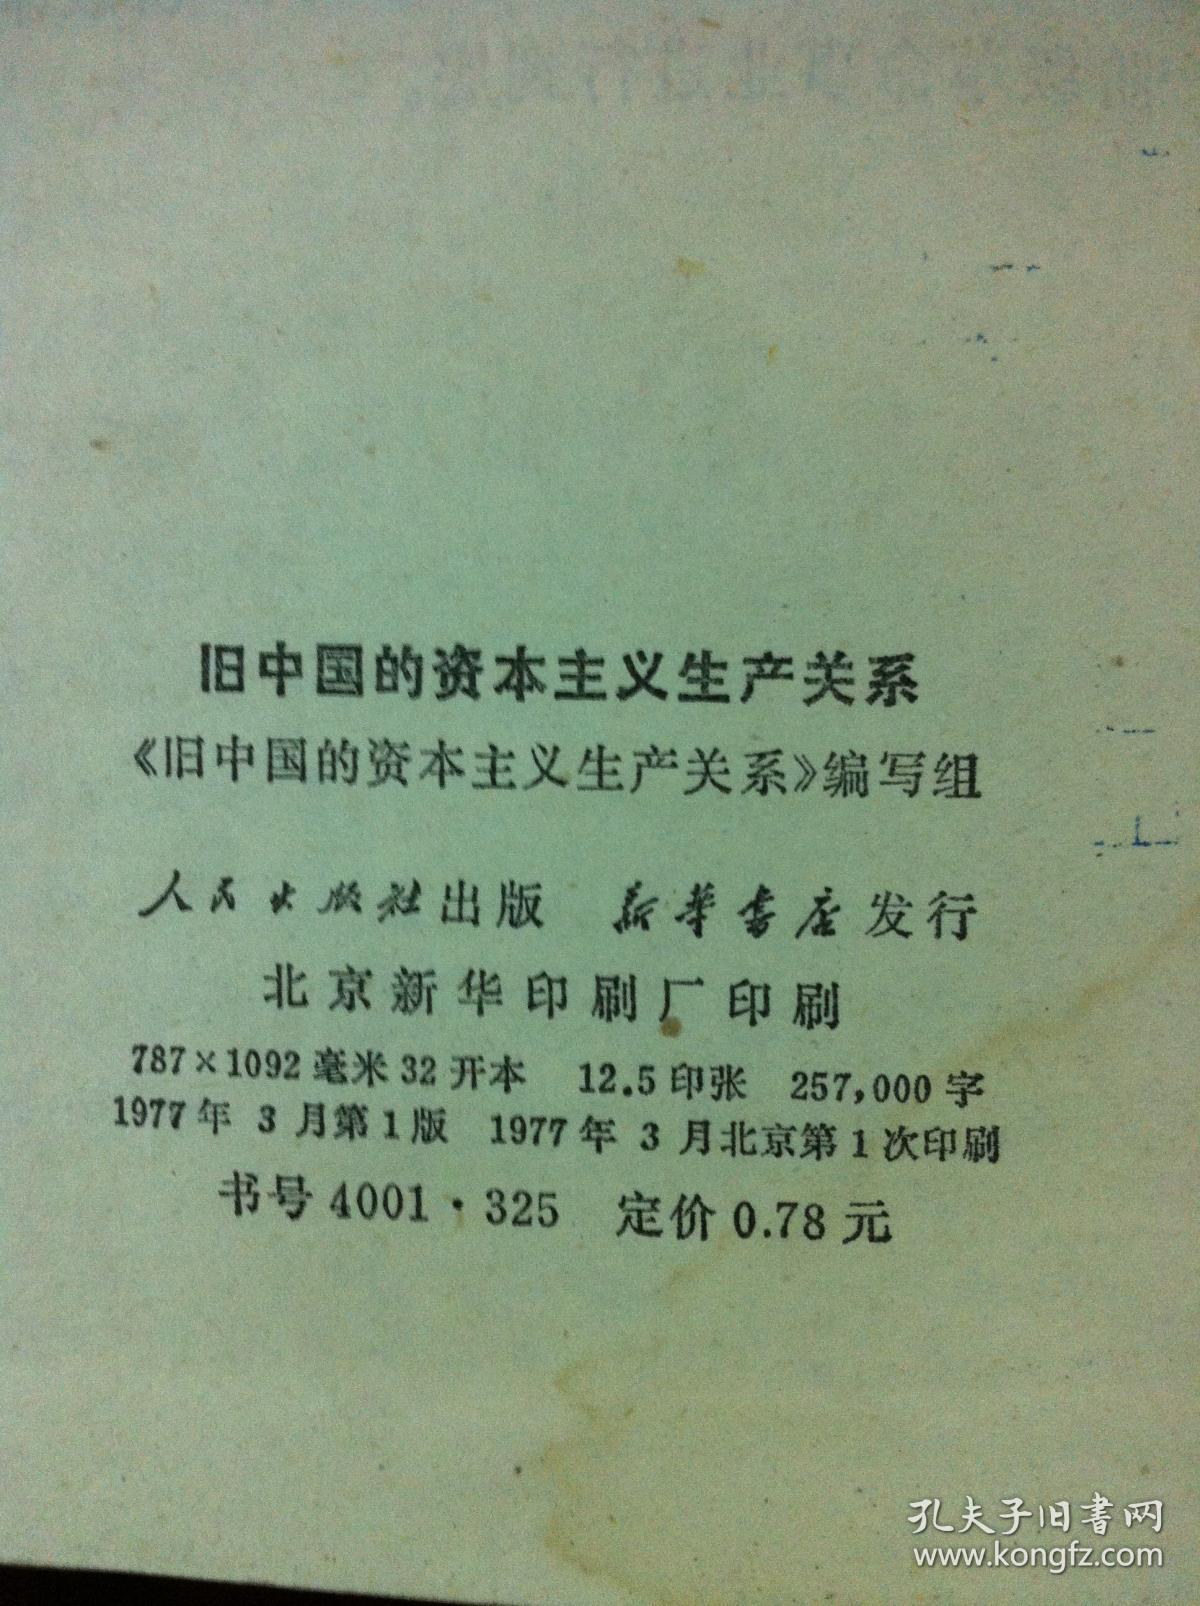 旧中国的资本主义生产关系
《旧中国的资本主义生产关系》编写组
人民出版社出版 新華書店发行
北京新华印刷厂印刷
787×1092毫米32开本 12.5印张 257,000字
1977年3月第1版 1977年3月北京第1次印刷
书号4001·325 定价0.78元
孔夫子旧书网
www.kongfz.com